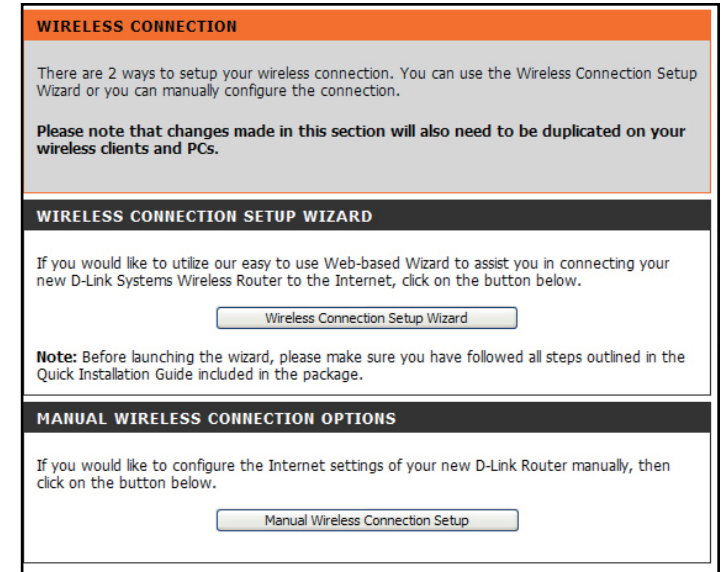 WIRELESS CONNECTION
There are 2 ways to setup your wireless connection. You can use the Wireless Connection Setup
Wizard or you can manually configure the connection.
Please note that changes made in this section will also need to be duplicated on your
wireless clients and PCs.
WIRELESS CONNECTION SETUP WIZARD
If you would like to utilize our easy to use Web-based Wizard to assist you in connecting your
new D-Link Systems Wireless Router to the Internet, click on the button below.
Wireless Connection Setup Wizard
Note: Before launching the wizard, please make sure you have followed all steps outlined in the
Quick Installation Guide included in the package.
MANUAL WIRELESS CONNECTION OPTIONS
If you would like to configure the Internet settings of your new D-Link Router manually, then
click on the button below.
Manual Wireless Connection Setup